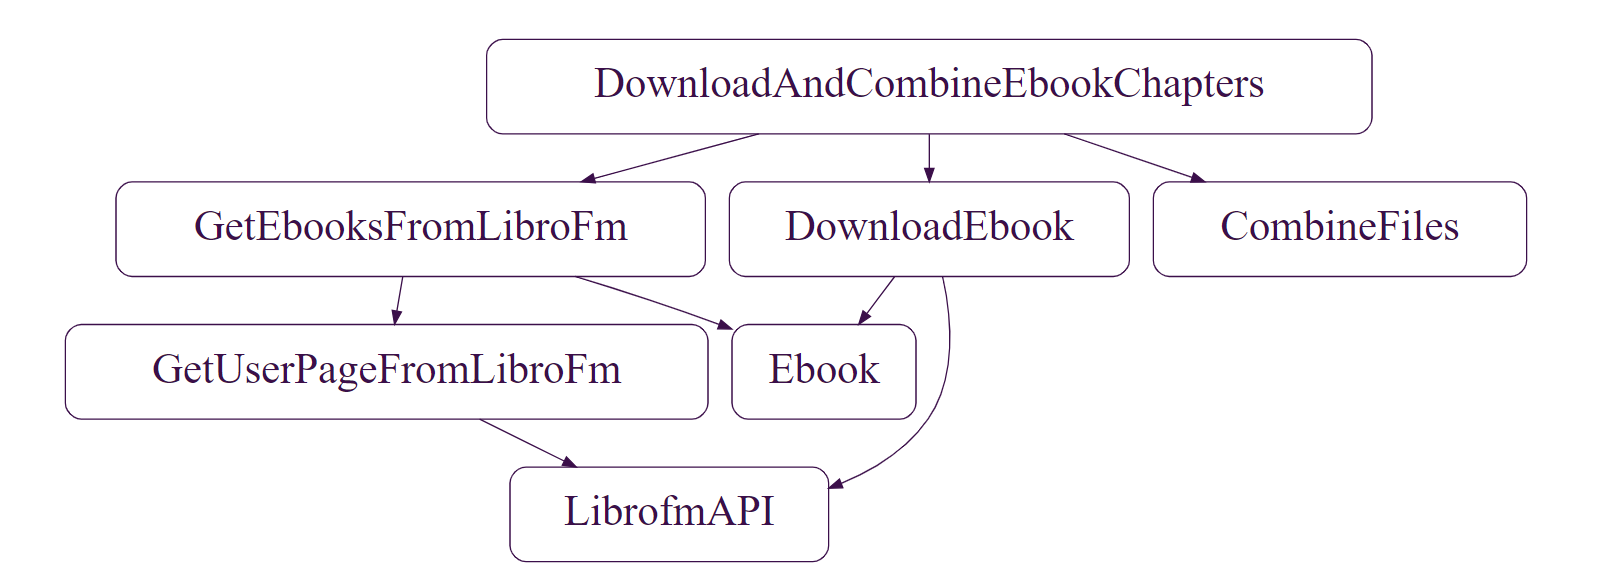 DownloadAndCombineEbookChapters
GetEbooksFromLibroFm
DownloadEbook
CombineFiles
GetUserPageFromLibroFm
Ebook
LibrofmAPI